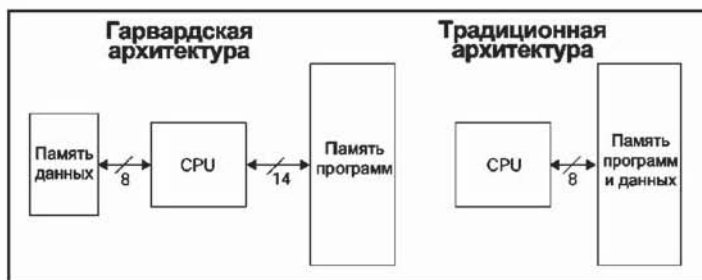 Гарвардская
архитектура
Традиционная
архитектура
Память
данных
8
CPU
14
Память
программ
CPU
8
Память
программ
и данных